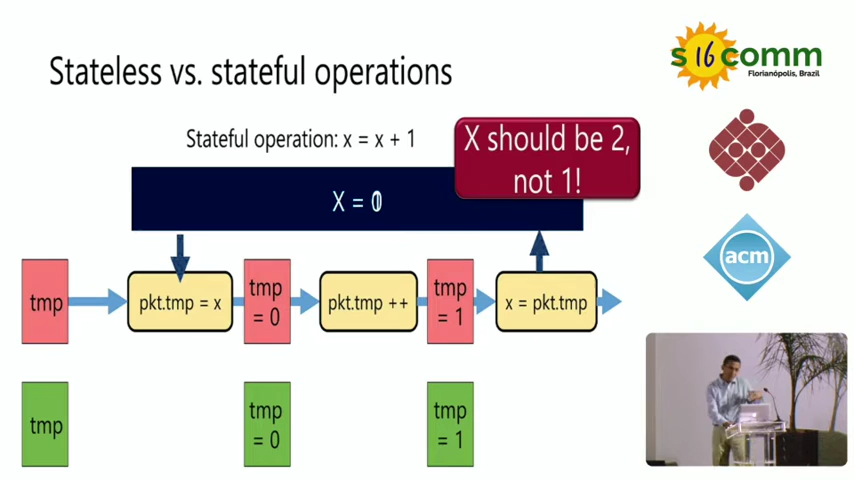 Stateless vs. stateful operations
s 16 comm
Florianópolis, Brazil
Stateful operation: x = x + 1
X should be 2,
not 1!
X =
acm
tmp
pkt.tmp = x
tmp
= 0
pkt.tmp ++
tmp
= 1
x = pkt.tmp
tmp
tmp
= 0
tmp
= 1